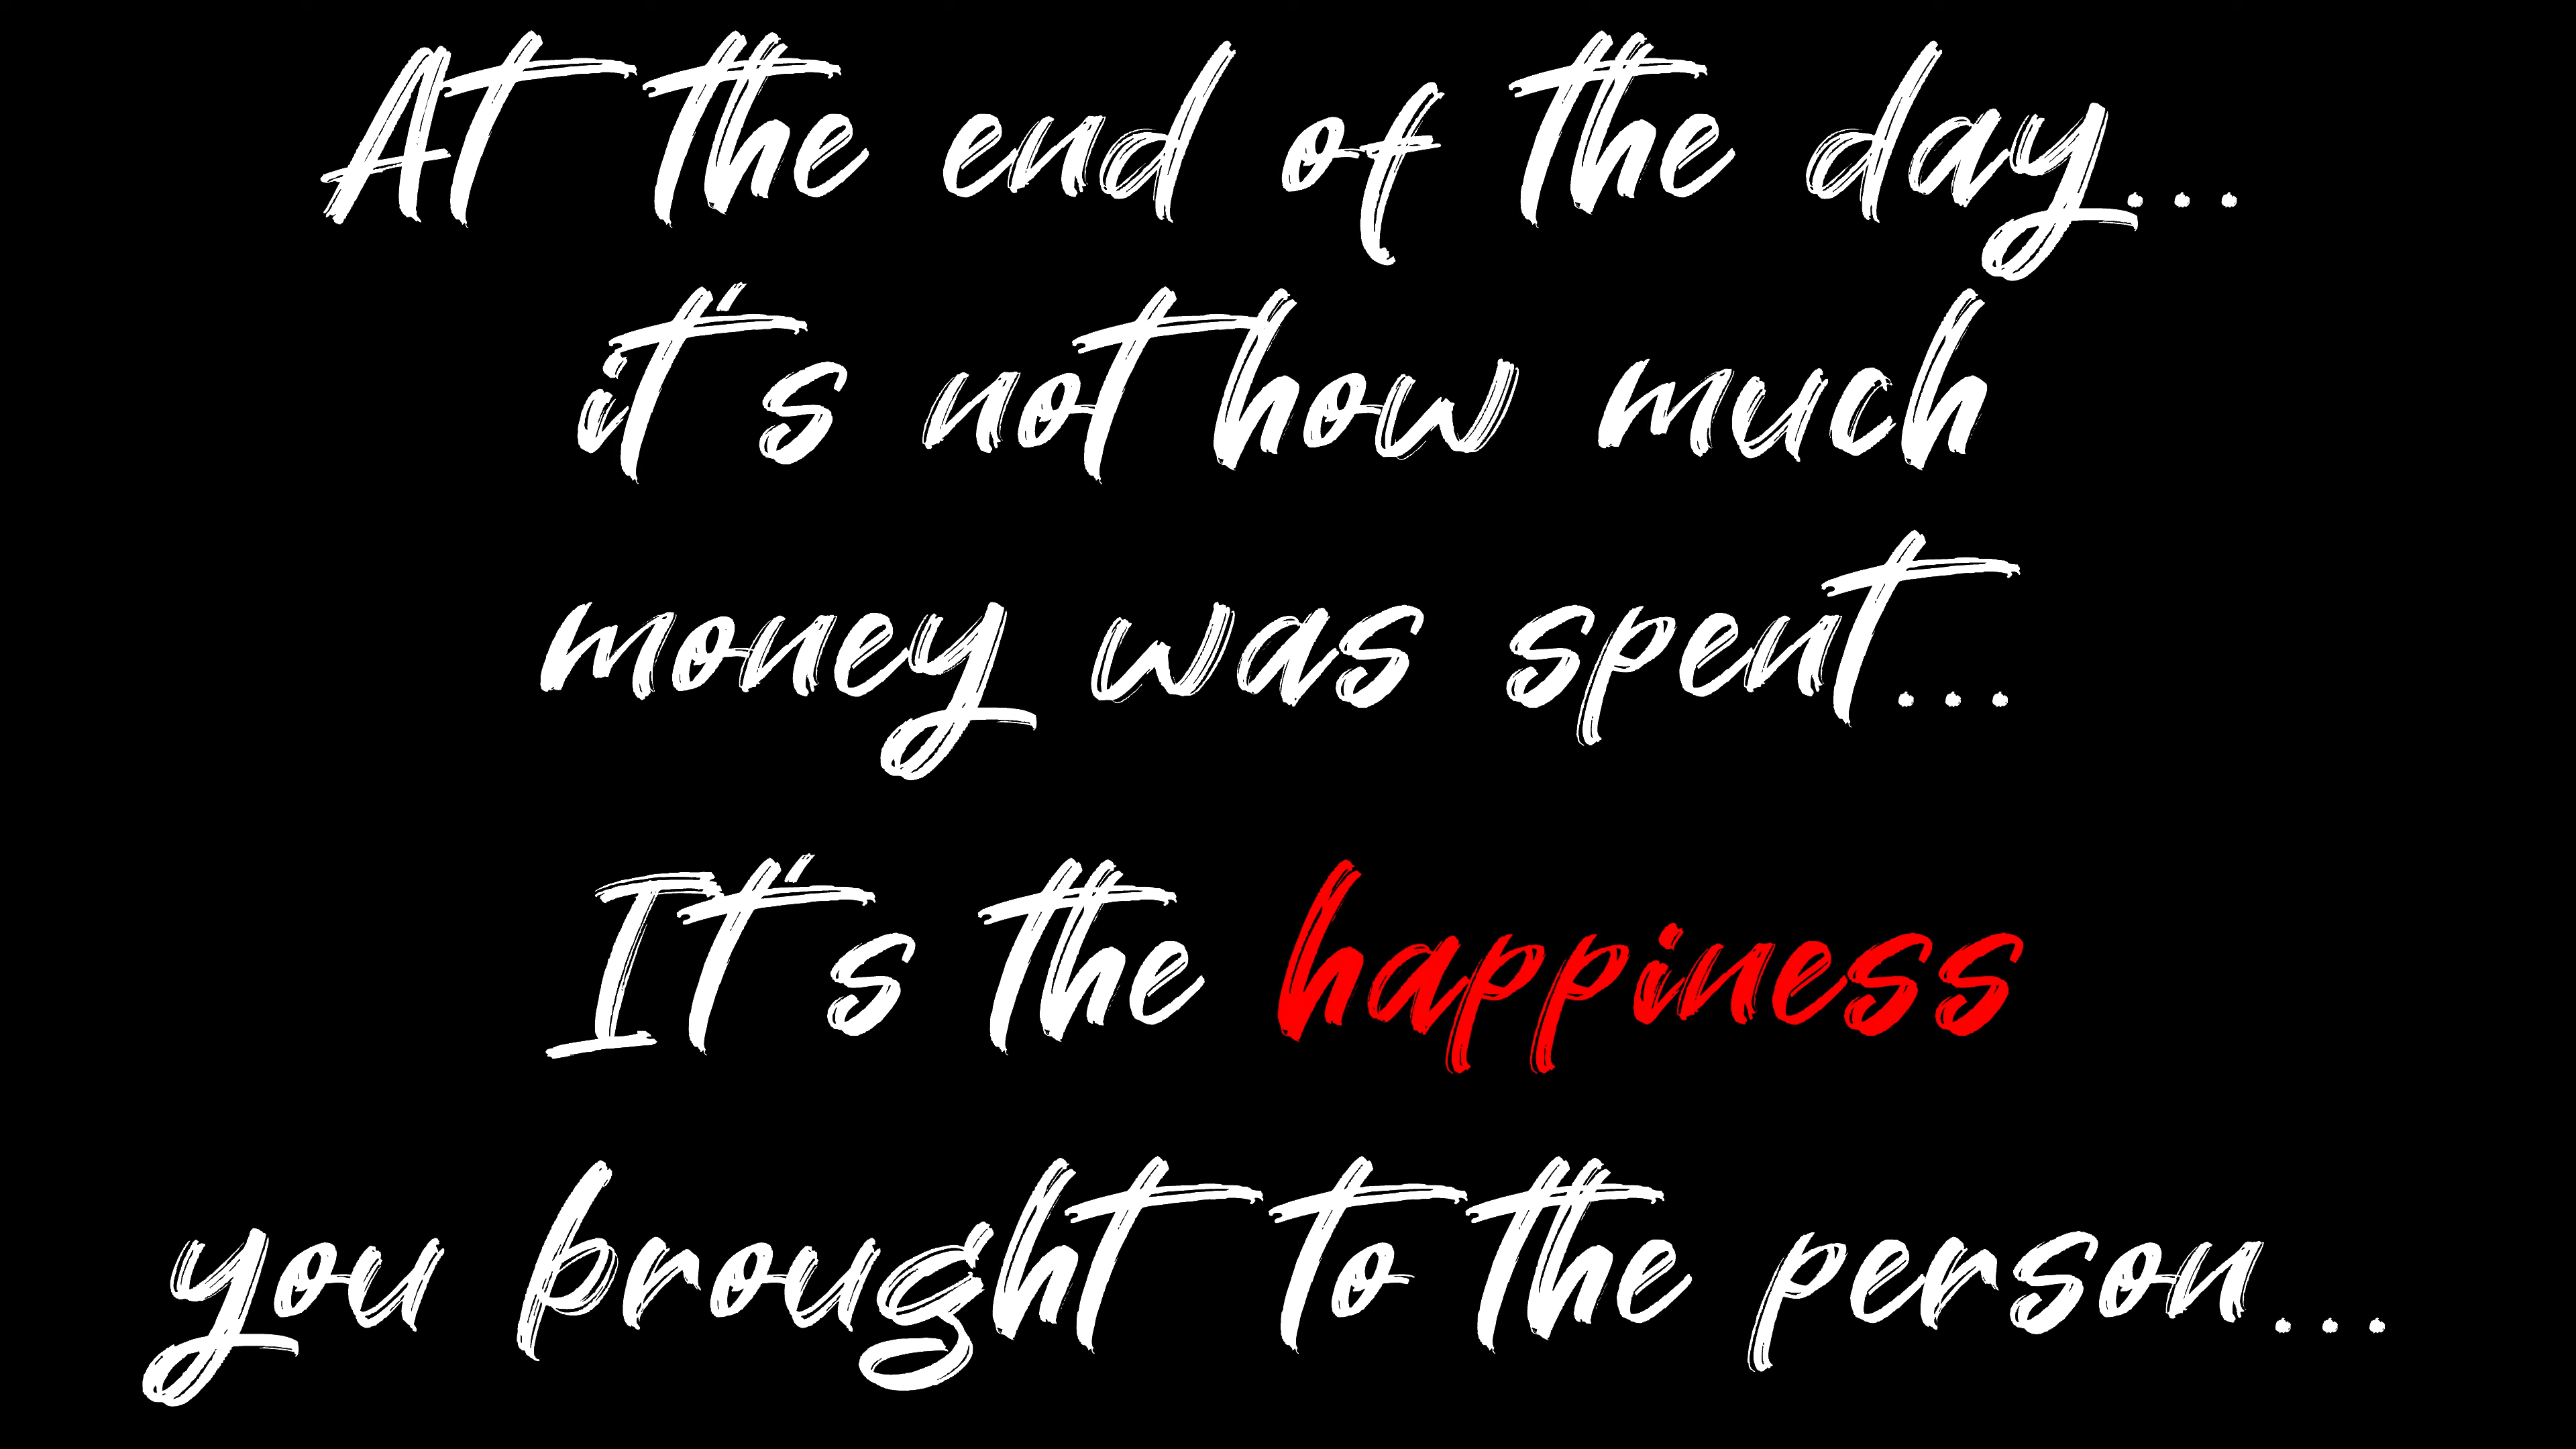 At the end of the day...
it's not how much
money was spent...
It's the happiness
you brought to the person...